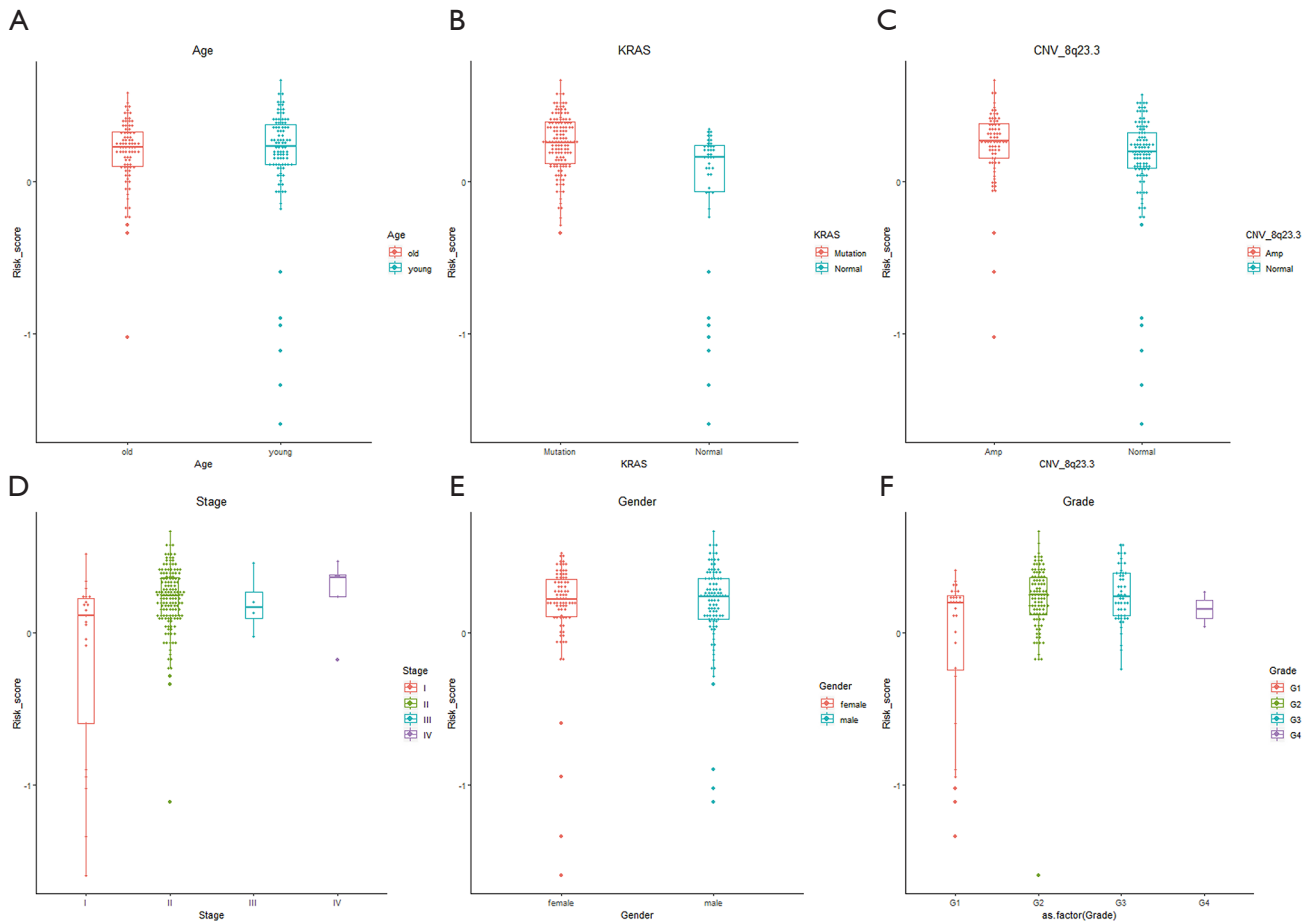 A
Age
Risk_score
0
-1
old
young
Age
Age
old
young
B
KRAS
Risk_score
0
-1
Mutation
Normal
KRAS
KRAS
Mutation
Normal
C
CNV_8q23.3
Risk_score
0
-1
Amp
Normal
CNV_8q23.3
CNV_8q23.3
Amp
Normal
D
Stage
Risk_score
0
-1
I
II
III
IV
Stage
Stage
I
II
III
IV
E
Gender
Risk_score
0
-1
female
male
Gender
Gender
female
male
F
Grade
Risk_score
0
-1
G1
G2
G3
G4
as.factor(Grade)
Grade
G1
G2
G3
G4